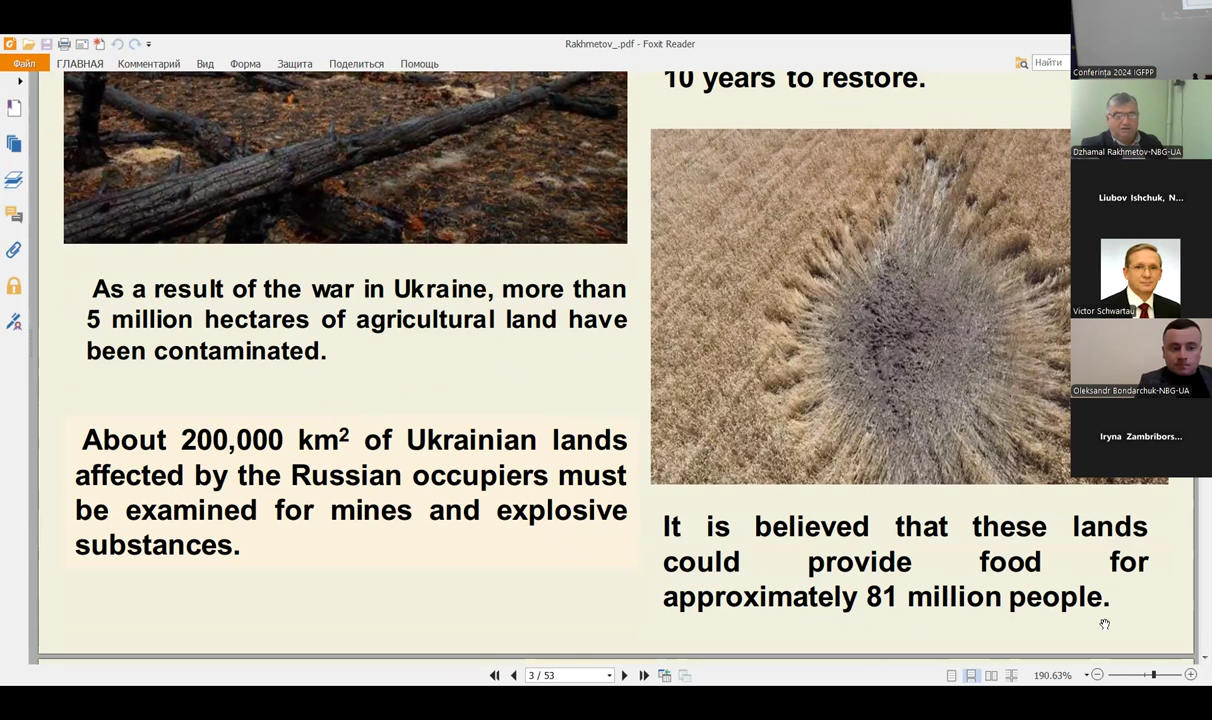 Rakhmetov_.pdf - Foxit Reader
Файл
ГЛАВНАЯ
Комментарий
Вид
Форма
Защита
Поделиться
Помощь
Найти
10 years to restore.
As a result of the war in Ukraine, more than
5 million hectares of agricultural land have
been contaminated.
About 200,000 km² of Ukrainian lands
affected by the Russian occupiers must
be examined for mines and explosive
substances.
It is believed that these lands
could provide food for
approximately 81 million people.
Conferința 2024 IGFPP
Dzhamal Rakhmetov-NBG-UA
Liubov Ishchuk, N...
Victor Schwartau
Oleksandr Bondarchuk-NBG-UA
Iryna Zambribors...
3 / 53
190.63%